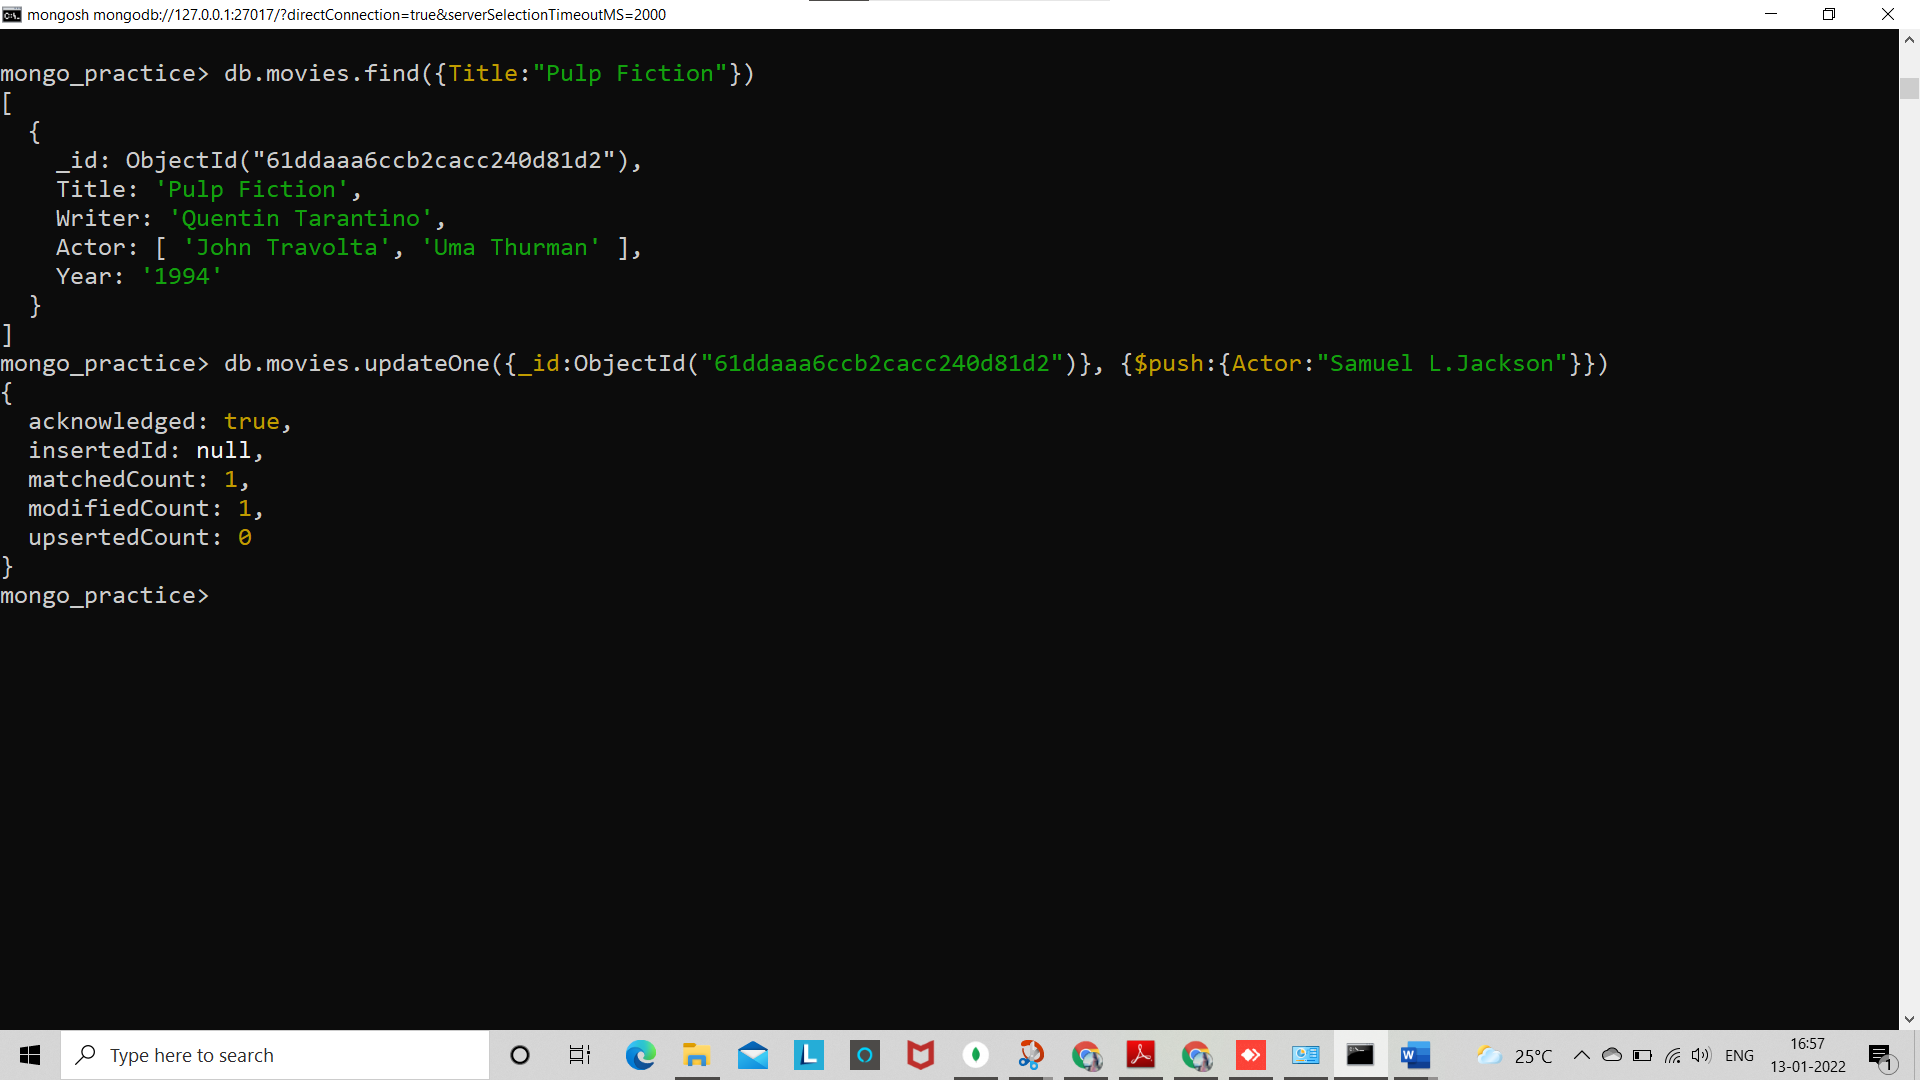 mongosh mongodb://127.0.0.1:27017/?directConnection=true&serverSelectionTimeoutMS=2000
mongo_practice> db.movies.find({Title:"Pulp Fiction"})
[
  {
    _id: ObjectId("61ddaaa6ccb2cacc240d81d2"),
    Title: 'Pulp Fiction',
    Writer: 'Quentin Tarantino',
    Actor: [ 'John Travolta', 'Uma Thurman' ],
    Year: '1994'
  }
]
mongo_practice> db.movies.updateOne({_id:ObjectId("61ddaaa6ccb2cacc240d81d2")}, {$push:{Actor:"Samuel L.Jackson"}})
{
  acknowledged: true,
  insertedId: null,
  matchedCount: 1,
  modifiedCount: 1,
  upsertedCount: 0
}
mongo_practice>
Type here to search
L
W
25°C
ENG
16:57
13-01-2022
1